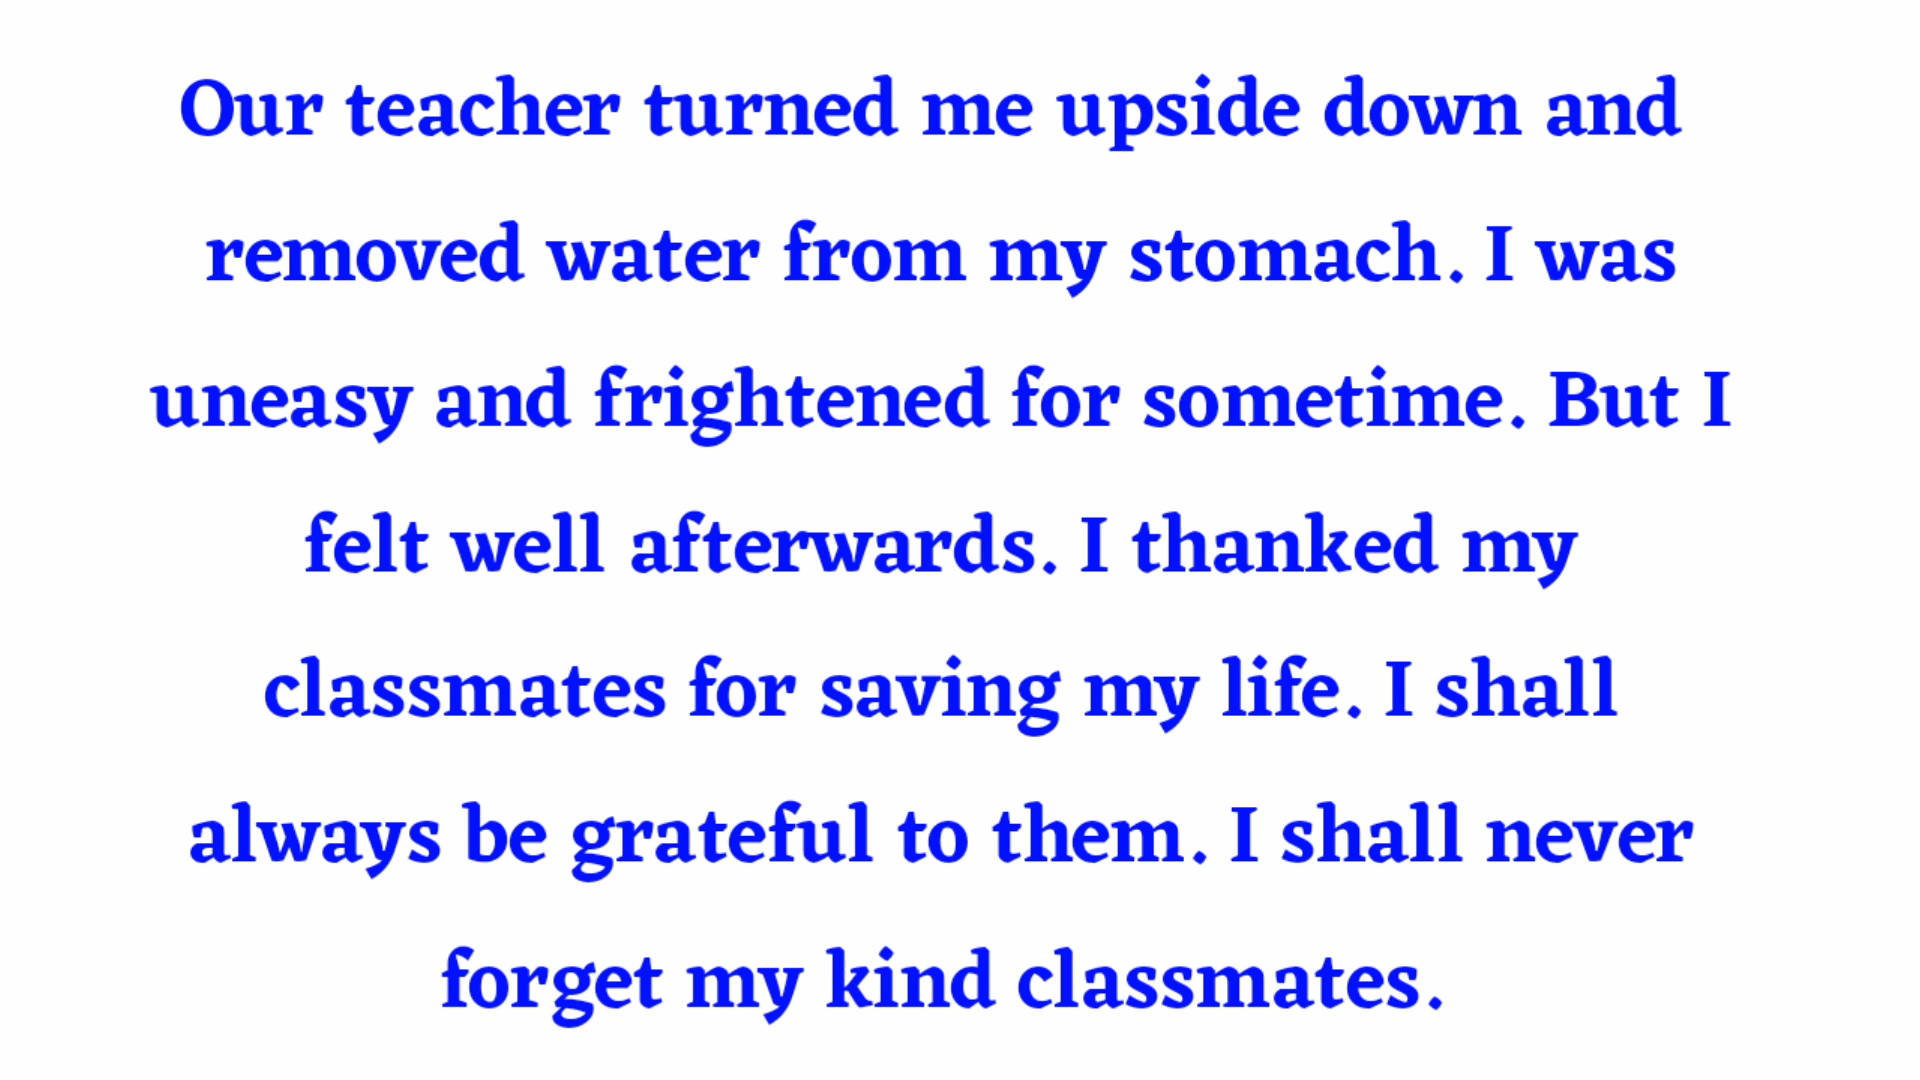 Our teacher turned me upside down and
removed water from my stomach. I was
uneasy and frightened for sometime. But I
felt well afterwards. I thanked my
classmates for saving my life. I shall
always be grateful to them. I shall never
forget my kind classmates.